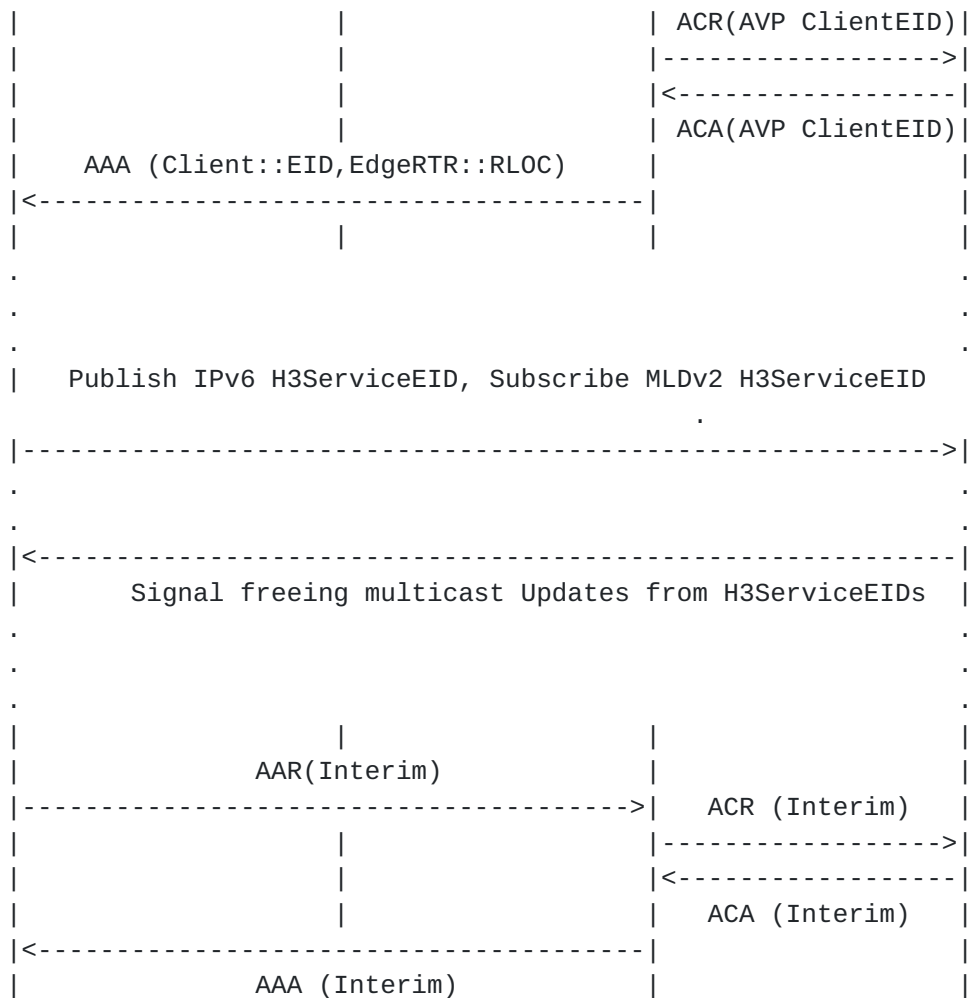 |                    |                   | ACR(AVP ClientEID)|
|                    |                   |------------------>|
|                    |                   |<------------------|
|                    |                   | ACA(AVP ClientEID)|
|    AAA (Client::EID,EdgeRTR::RLOC)     |                   |
|<---------------------------------------|                   |
|                    |                   |                   |
.                                                            .
.                                                            .
.                                                            .
|   Publish IPv6 H3ServiceEID, Subscribe MLDv2 H3ServiceEID
                                            .
|----------------------------------------------------------->|
.                                                            .
.                                                            .
|<-----------------------------------------------------------|
|       Signal freeing multicast Updates from H3ServiceEIDs  |
.                                                            .
.                                                            .
.                                                            .
|                    |                   |                   |
|               AAR(Interim)             |                   |
|--------------------------------------->|   ACR (Interim)   |
|                    |                   |------------------>|
|                    |                   |<------------------|
|                    |                   |   ACA (Interim)   |
|<---------------------------------------|                   |
|               AAA (Interim)            |                   |